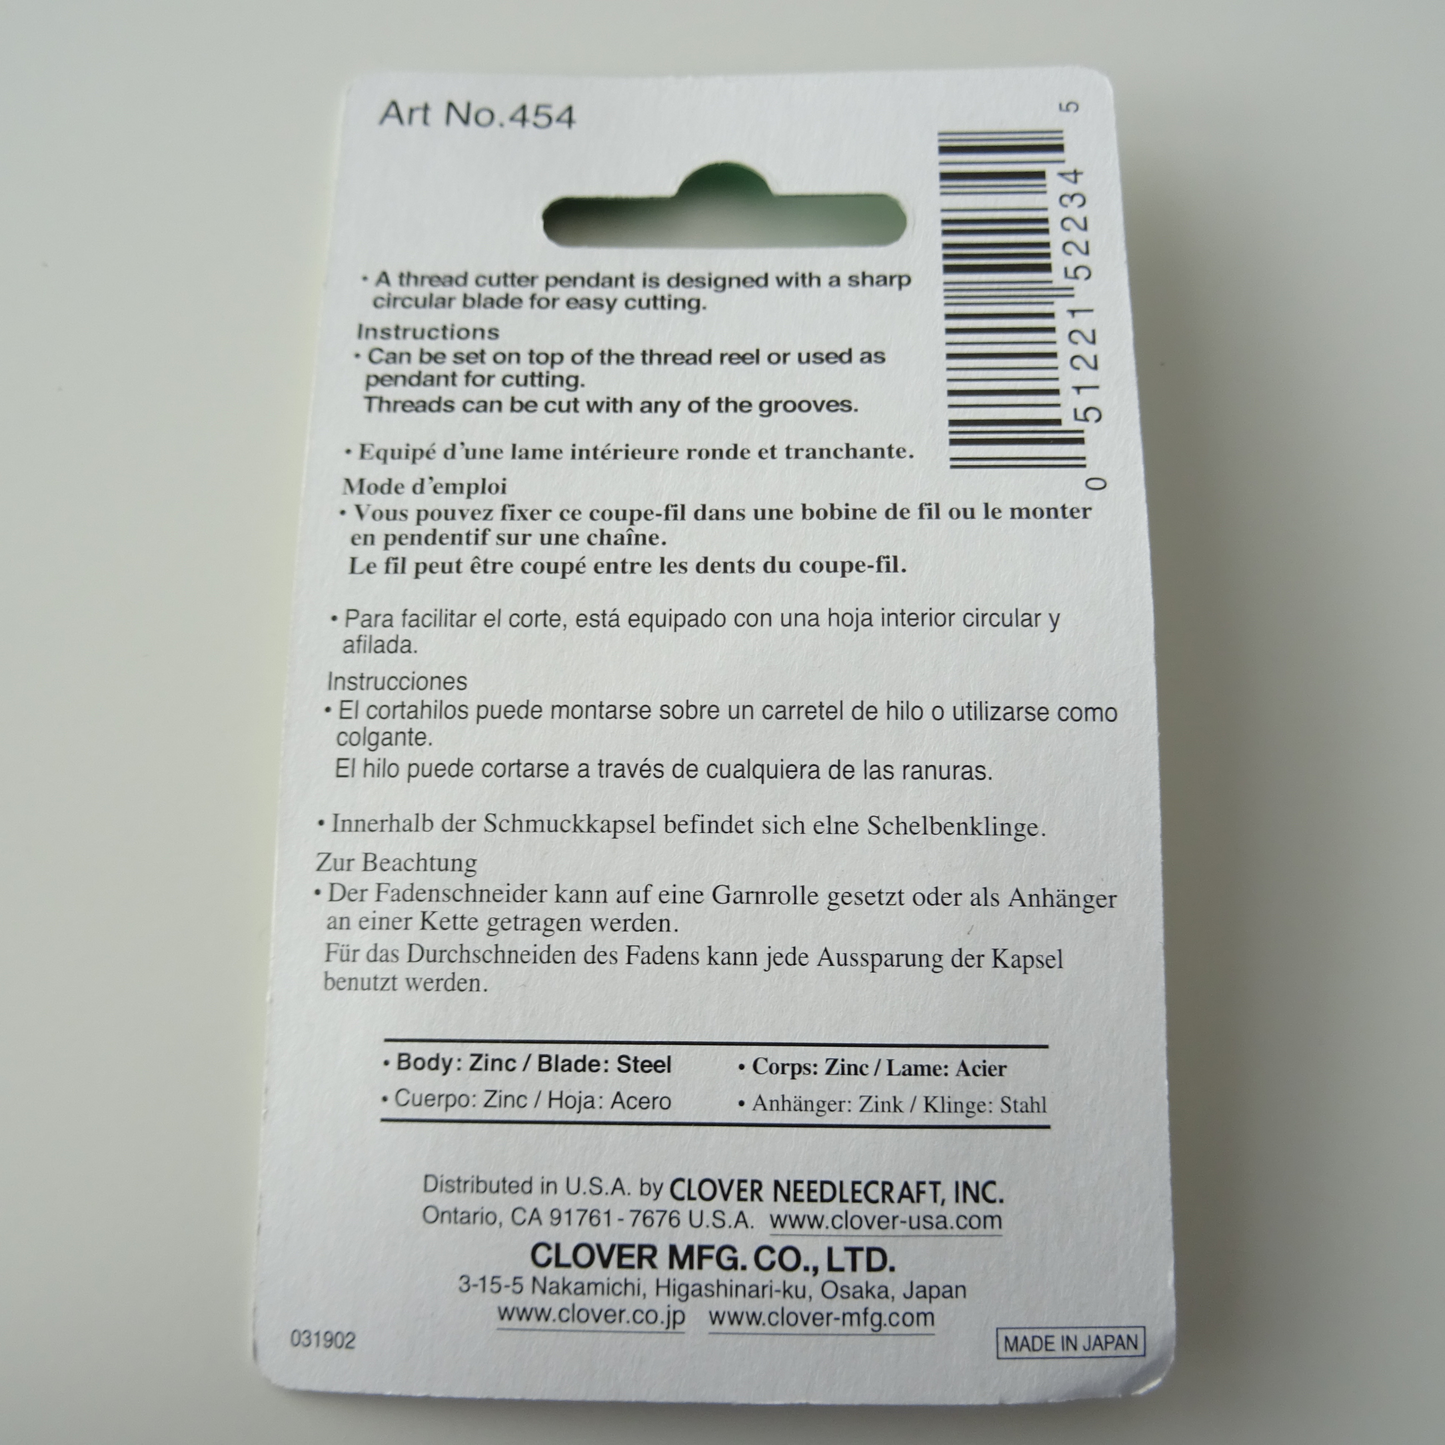 Art No.454
5
0 51221 52234
• A thread cutter pendant is designed with a sharp
circular blade for easy cutting.
Instructions
• Can be set on top of the thread reel or used as
pendant for cutting.
Threads can be cut with any of the grooves.
• Equipé d'une lame intérieure ronde et tranchante.
Mode d'emploi
• Vous pouvez fixer ce coupe-fil dans une bobine de fil ou le monter
en pendentif sur une chaîne.
Le fil peut être coupé entre les dents du coupe-fil.
• Para facilitar el corte, está equipado con una hoja interior circular y
afilada.
Instrucciones
• El cortahilos puede montarse sobre un carretel de hilo o utilizarse como
colgante.
El hilo puede cortarse a través de cualquiera de las ranuras.
• Innerhalb der Schmuckkapsel befindet sich elne Schelbenklinge.
Zur Beachtung
• Der Fadenschneider kann auf eine Garnrolle gesetzt oder als Anhänger
an einer Kette getragen werden.
Für das Durchschneiden des Fadens kann jede Aussparung der Kapsel
benutzt werden.
• Body: Zinc / Blade: Steel • Corps: Zinc / Lame: Acier
• Cuerpo: Zinc / Hoja: Acero • Anhänger: Zink / Klinge: Stahl
Distributed in U.S.A. by CLOVER NEEDLECRAFT, INC.
Ontario, CA 91761-7676 U.S.A. www.clover-usa.com
CLOVER MFG. CO., LTD.
3-15-5 Nakamichi, Higashinari-ku, Osaka, Japan
www.clover.co.jp www.clover-mfg.com
031902 MADE IN JAPAN